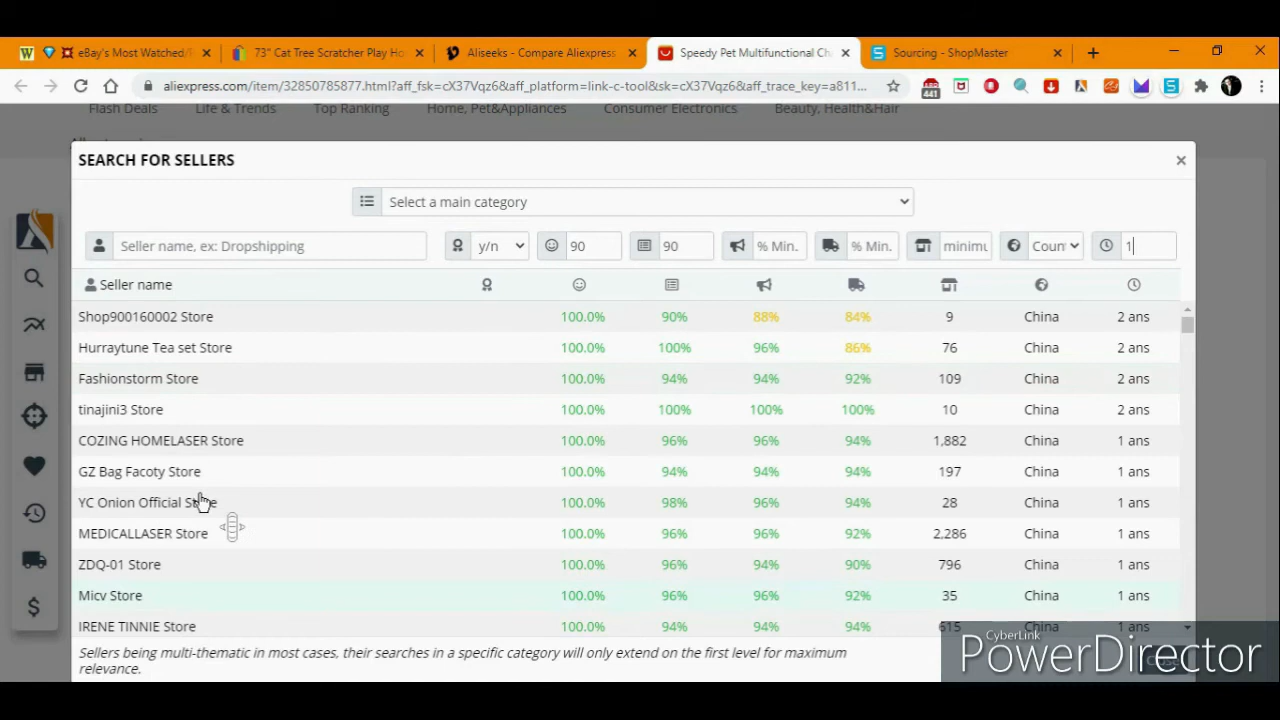 eBay's Most Watched/
73" Cat Tree Scratcher Play Ho
Aliseeks - Compare Aliexpress
Speedy Pet Multifunctional Ch
Sourcing - ShopMaster
aliexpress.com/item/32850785877.html?aff_fsk=cX37Vqz6&aff_platform=link-c-tool&sk=cX37Vqz6&aff_trace_key=a811...
441
Flash Deals Life & Trends Top Ranking Home, Pet&Appliances Consumer Electronics Beauty, Health&Hair
SEARCH FOR SELLERS ×
Select a main category
Seller name, ex: Dropshipping y/n 90 90 % Min. % Min. minimu Coun 1
Seller name
Shop900160002 Store 100.0% 90% 88% 84% 9 China 2 ans
Hurraytune Tea set Store 100.0% 100% 96% 86% 76 China 2 ans
Fashionstorm Store 100.0% 94% 94% 92% 109 China 2 ans
tinajini3 Store 100.0% 100% 100% 100% 10 China 2 ans
COZING HOMELASER Store 100.0% 96% 96% 94% 1,882 China 1 ans
GZ Bag Facoty Store 100.0% 94% 94% 94% 197 China 1 ans
YC Onion Official Store 100.0% 98% 96% 94% 28 China 1 ans
MEDICALLASER Store 100.0% 96% 96% 92% 2,286 China 1 ans
ZDQ-01 Store 100.0% 96% 94% 90% 796 China 1 ans
Micv Store 100.0% 96% 96% 92% 35 China 1 ans
IRENE TINNIE Store 100.0% 94% 94% 94% 615 China 1 ans
Sellers being multi-thematic in most cases, their searches in a specific category will only extend on the first level for maximum
relevance.
CyberLink
PowerDirector